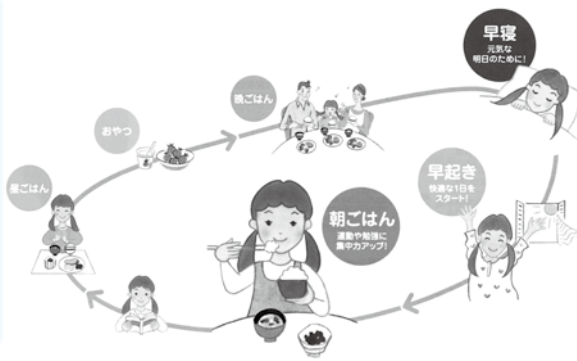 早寝
元気な
明日のために!
早起き
快適な1日を
スタート!
朝ごはん
運動や勉強に
集中力アップ!
昼ごはん
おやつ
晩ごはん